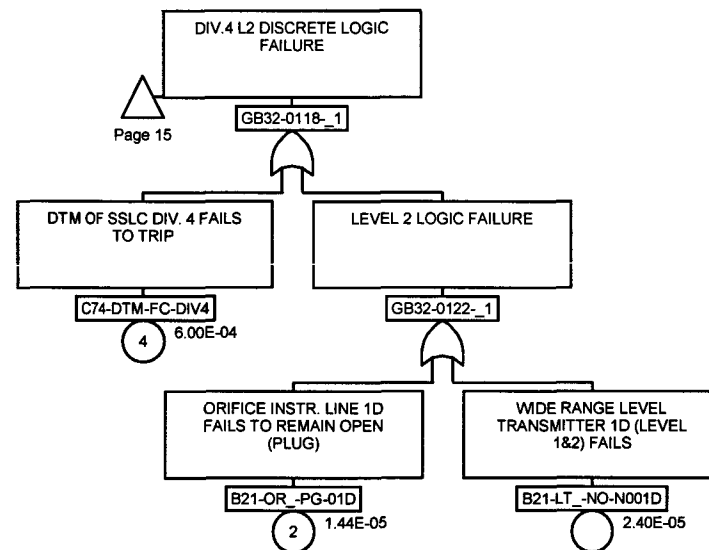 DIV.4 L2 DISCRETE LOGIC
FAILURE
Page 15
GB32-0118-_1
DTM OF SSLC DIV. 4 FAILS
TO TRIP
LEVEL 2 LOGIC FAILURE
C74-DTM-FC-DIV4
GB32-0122-_1
4
6.00E-04
ORIFICE INSTR. LINE 1D
FAILS TO REMAIN OPEN
(PLUG)
WIDE RANGE LEVEL
TRANSMITTER 1D (LEVEL
1&2) FAILS
B21-OR_-PG-01D
B21-LT_-NO-N001D
2
1.44E-05
2.40E-05